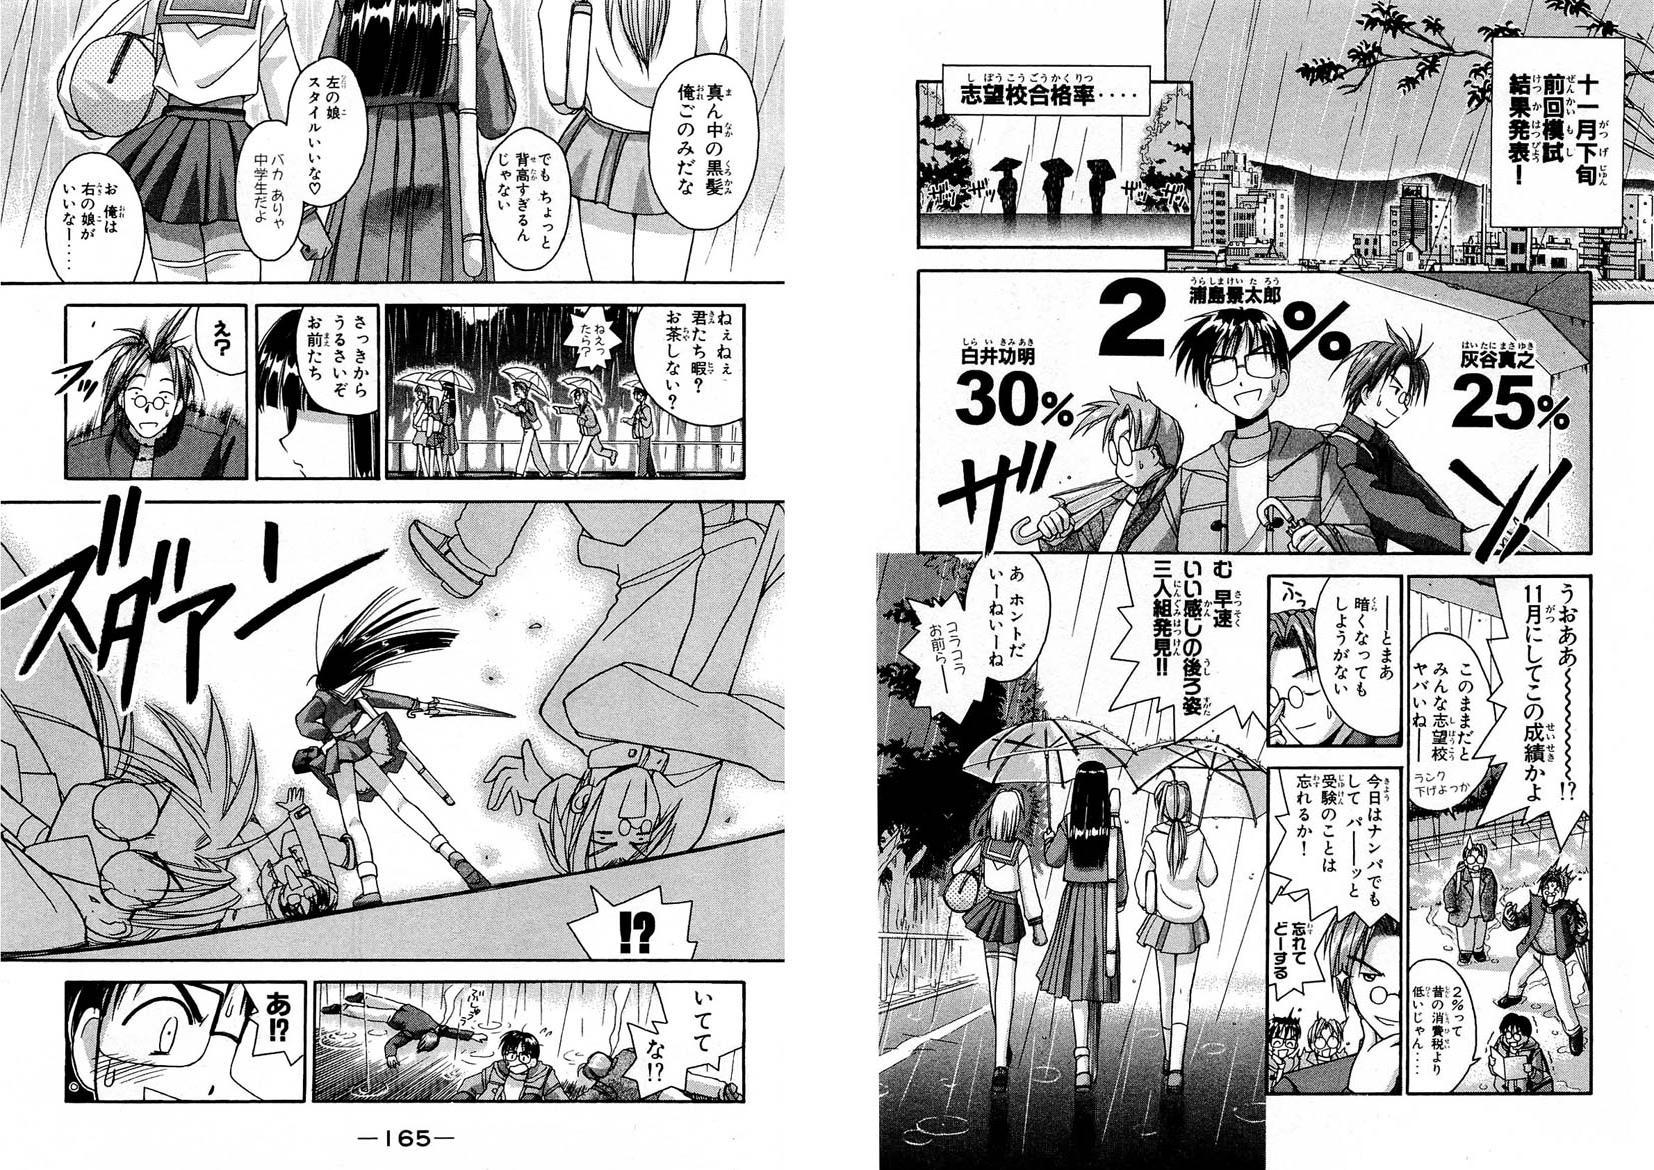 十一月下旬
前回模試
結果発表！
志望校合格率････
浦島景太郎
2％
灰谷真之
25％
白井功明
30％
ザ
ン
うおああ〜〜〜〜〜〜!?
11月にしてこの成績かよ
このままだと
みんな志望校
ヤバいね──
ランク
下げよっか
2％って
昔の消費税より
低いじゃん････
──とまあ
暗くなっても
しようがない
ふっ
今日はナンパでも
して パーッと
受験のことは
忘れるか！
忘れて
どーする
む 早速
いい感じの後ろ姿
三人組発見!!
あ ホントだ
いーねいーね
コラコラ
お前らー
真ん中の黒髪
俺ごのみだな
でも ちょっと
背高すぎるん
じゃない
左の娘
スタイルいいな♡
バカ ありゃ
中学生だよ
お 俺は
右の娘が
いいなー！････
ねぇねぇ
君たち暇？
お茶しない？
ねえっ
たら？
さっきから
うるさいぞ
お前たち
え？
フッ
ズダァァン
!?
いてて
な!?
ぷらぷら
あ!?
—165—